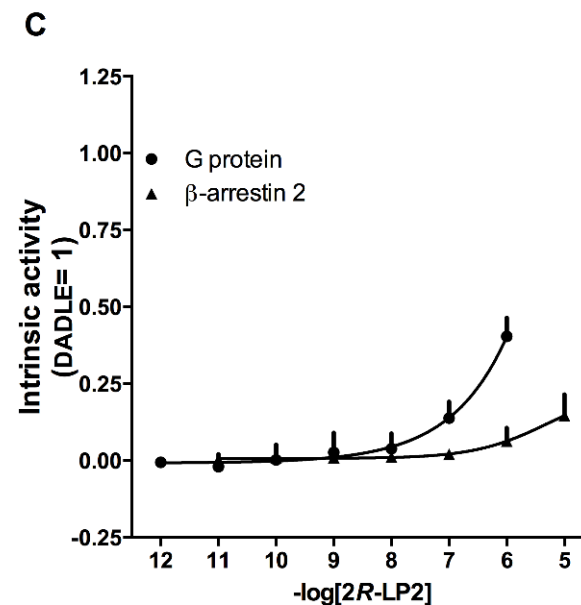 C
1.25
1.00
0.75
0.50
0.25
0.00
-0.25
Intrinsic activity
(DADLE= 1)
G protein
β-arrestin 2
12 11 10 9 8 7 6 5
-log[2R-LP2]